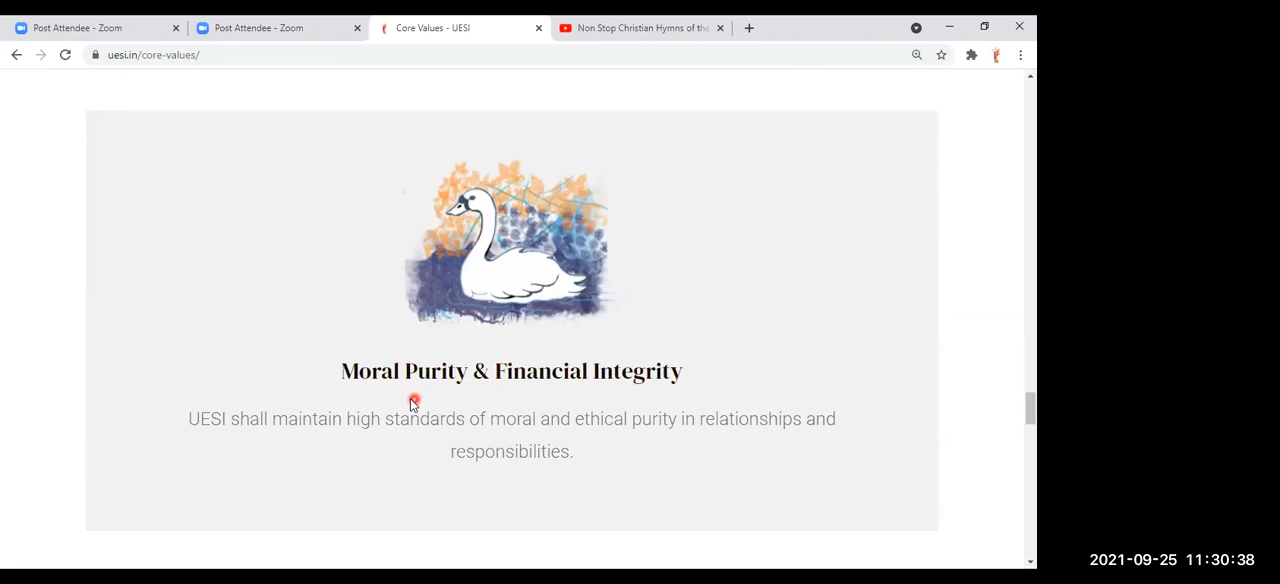 Post Attendee - Zoom
Post Attendee - Zoom
Core Values - UESI
Non Stop Christian Hymns of the
uesi.in/core-values/
Moral Purity & Financial Integrity
UESI shall maintain high standards of moral and ethical purity in relationships and
responsibilities.
2021-09-25 11:30:38